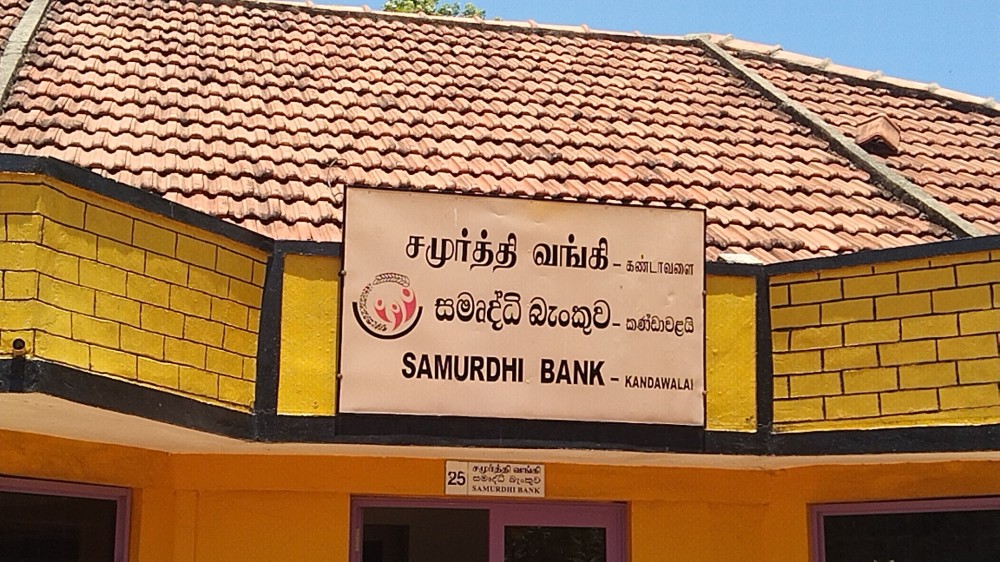 சமுர்த்தி வங்கி – கண்டாவளை
සමෘද්ධි බැංකුව – කණ්ඩාවළයි
SAMURDHI BANK – KANDAWALAI
25
சமுர்த்தி வங்கி
සමෘද්ධි බැංකුව
SAMURDHI BANK